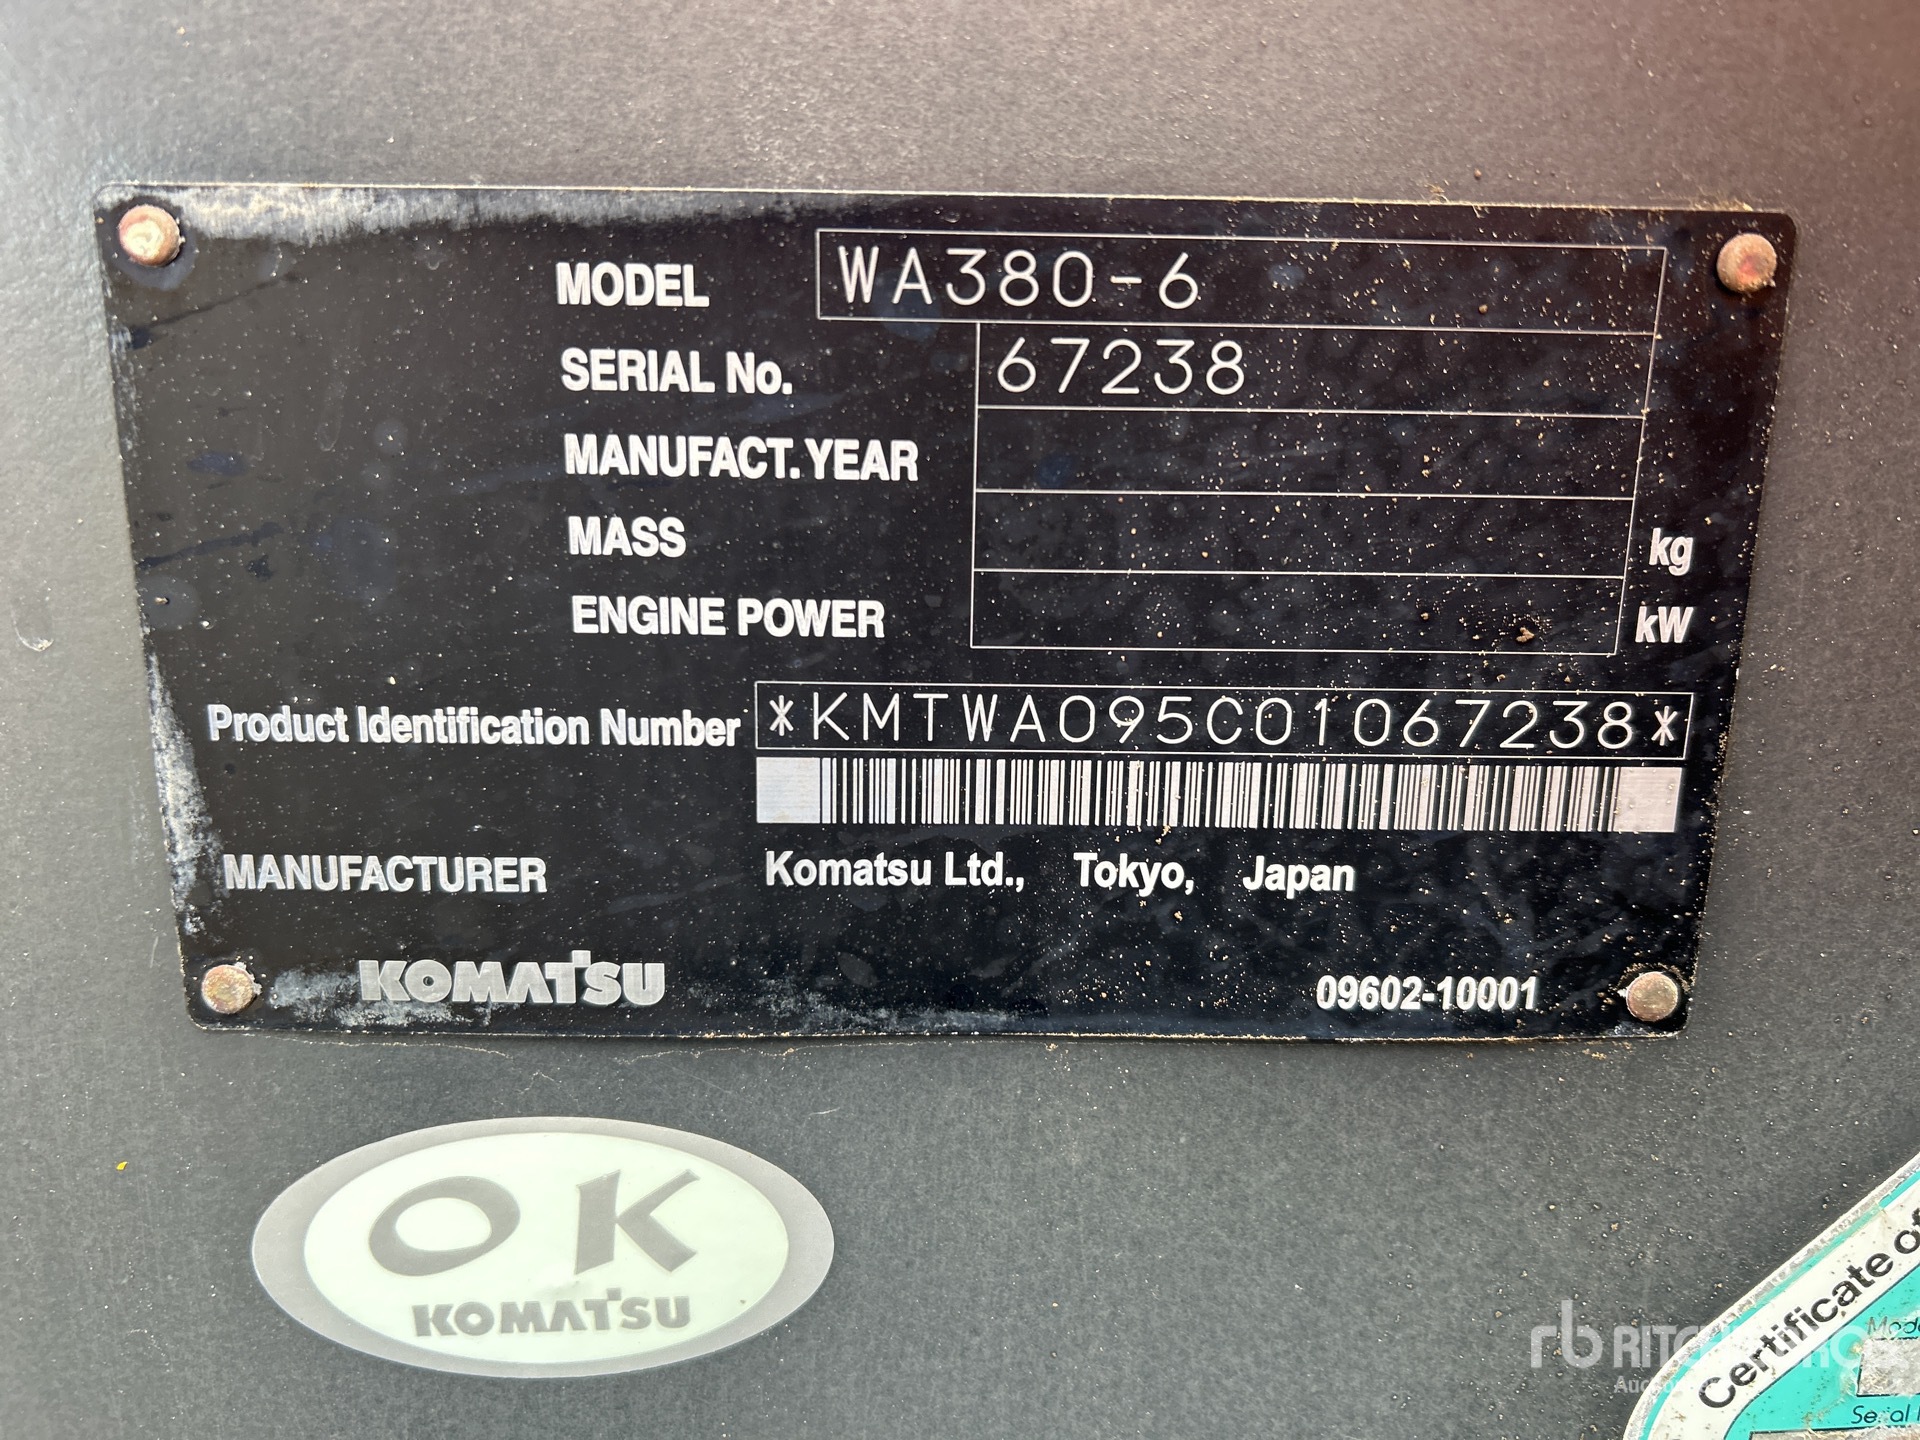 MODEL WA380-6
SERIAL No. 67238
MANUFACT. YEAR
MASS kg
ENGINE POWER kW
Product Identification Number *KMTWA095C01067238*
MANUFACTURER Komatsu Ltd., Tokyo, Japan
KOMATSU 09602-10001
OK
KOMATSU
Certificate of
rb